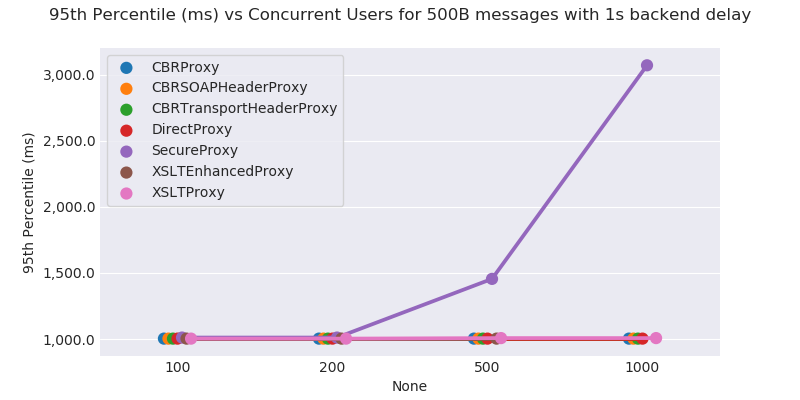 95th Percentile (ms) vs Concurrent Users for 500B messages with 1s backend delay
3,000.0
2,500.0
2,000.0
1,500.0
1,000.0
95th Percentile (ms)
CBRProxy
CBRSOAPHeaderProxy
CBRTransportHeaderProxy
DirectProxy
SecureProxy
XSLTEnhancedProxy
XSLTProxy
100 200 500 1000
None